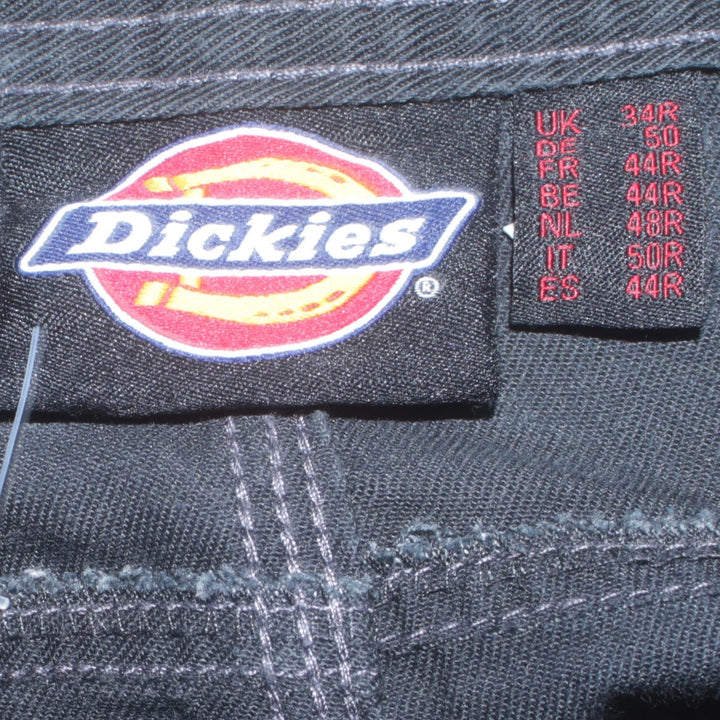 Dickies
®
UK 34R
DE 50
FR 44R
BE 44R
NL 48R
IT 50R
ES 44R